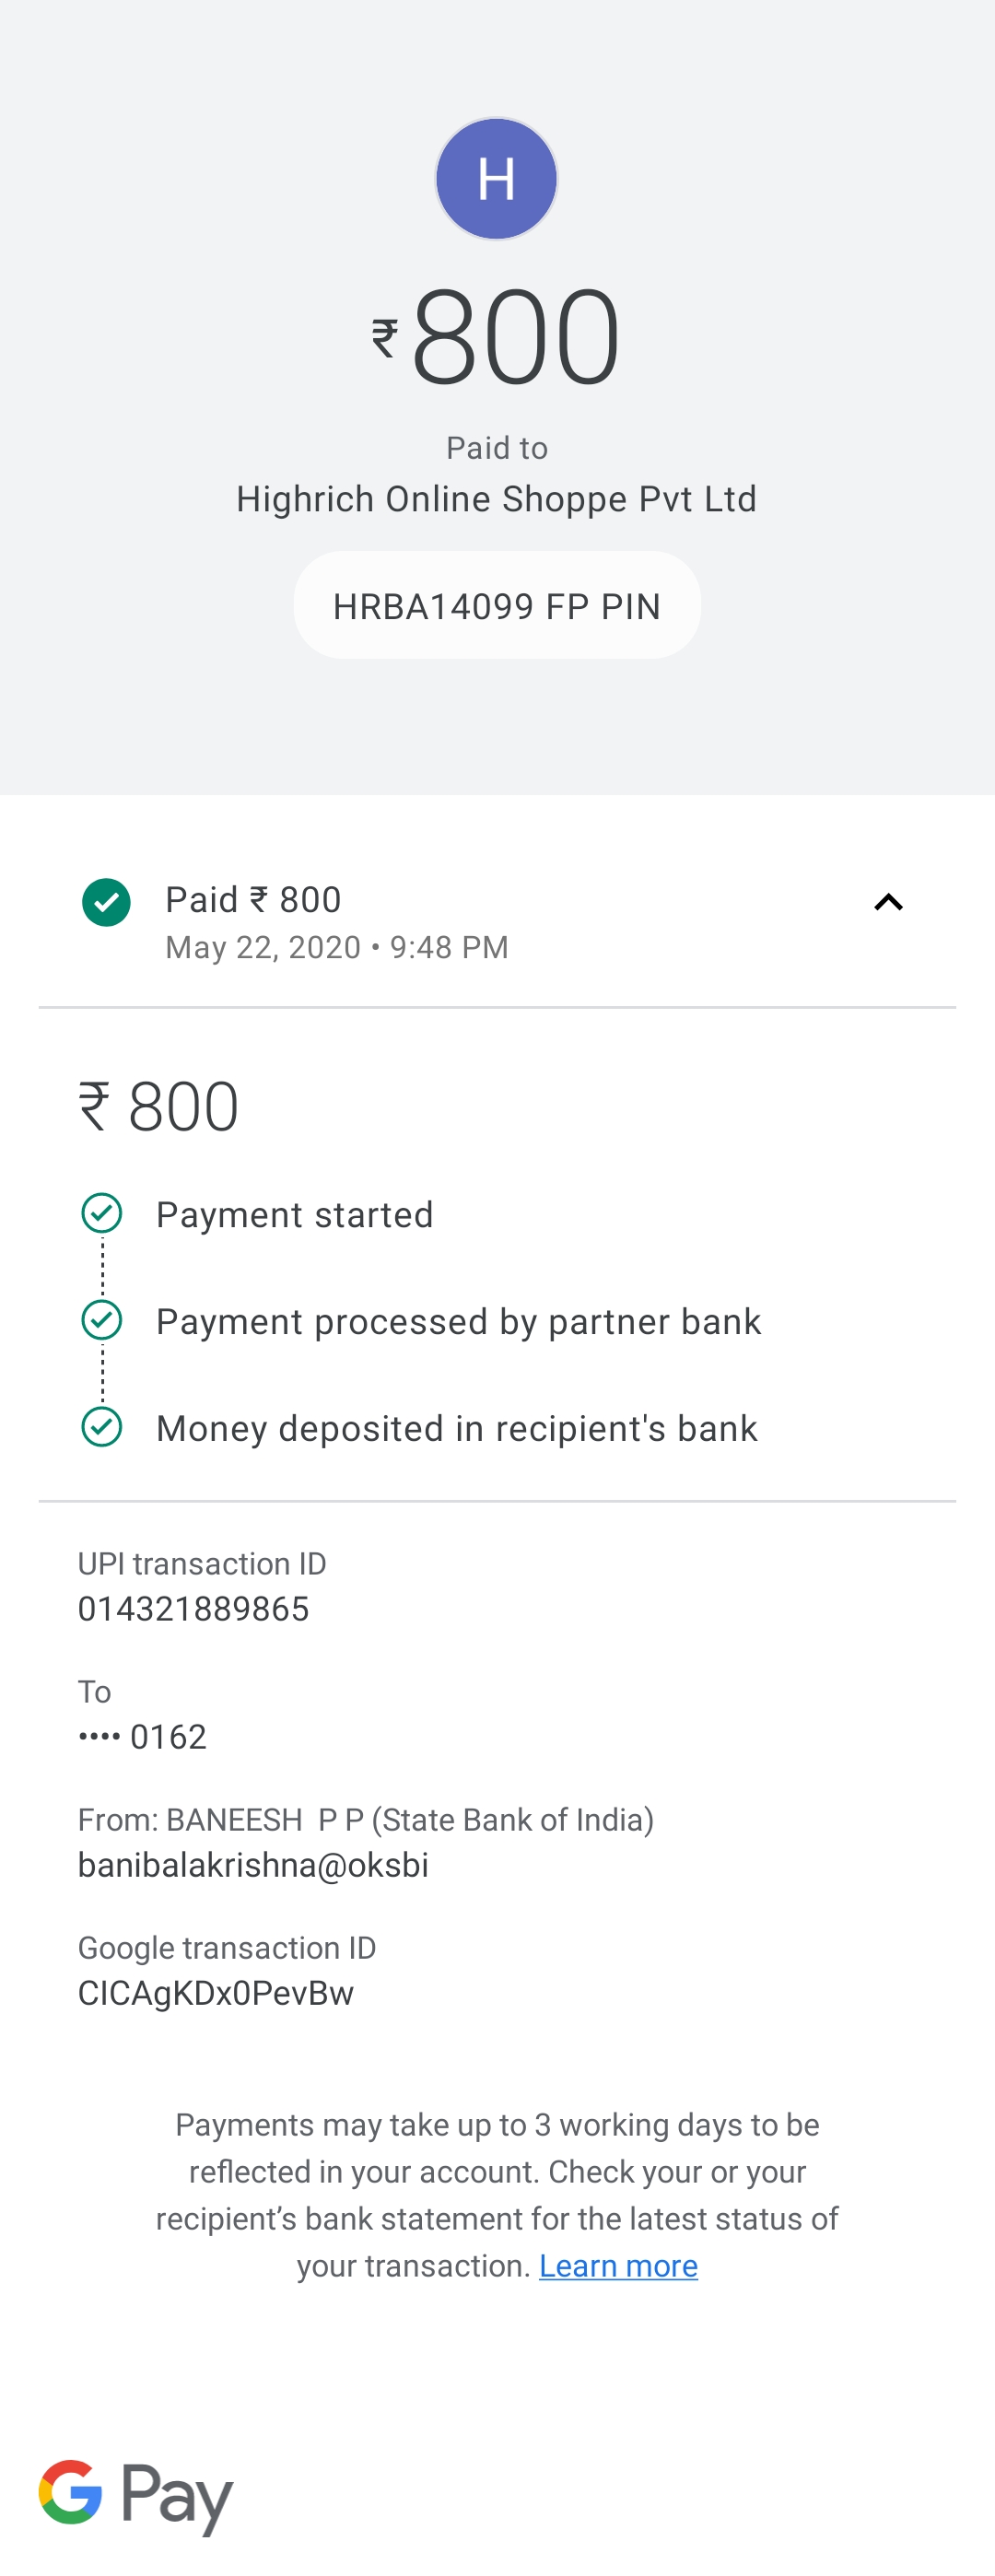 H
₹800
Paid to
Highrich Online Shoppe Pvt Ltd
HRBA14099 FP PIN
Paid ₹ 800
May 22, 2020 • 9:48 PM
₹ 800
Payment started
Payment processed by partner bank
Money deposited in recipient's bank
UPI transaction ID
014321889865
To
•••• 0162
From: BANEESH  P P (State Bank of India)
banibalakrishna@oksbi
Google transaction ID
CICAgKDx0PevBw
Payments may take up to 3 working days to be
reflected in your account. Check your or your
recipient’s bank statement for the latest status of
your transaction. Learn more
G Pay